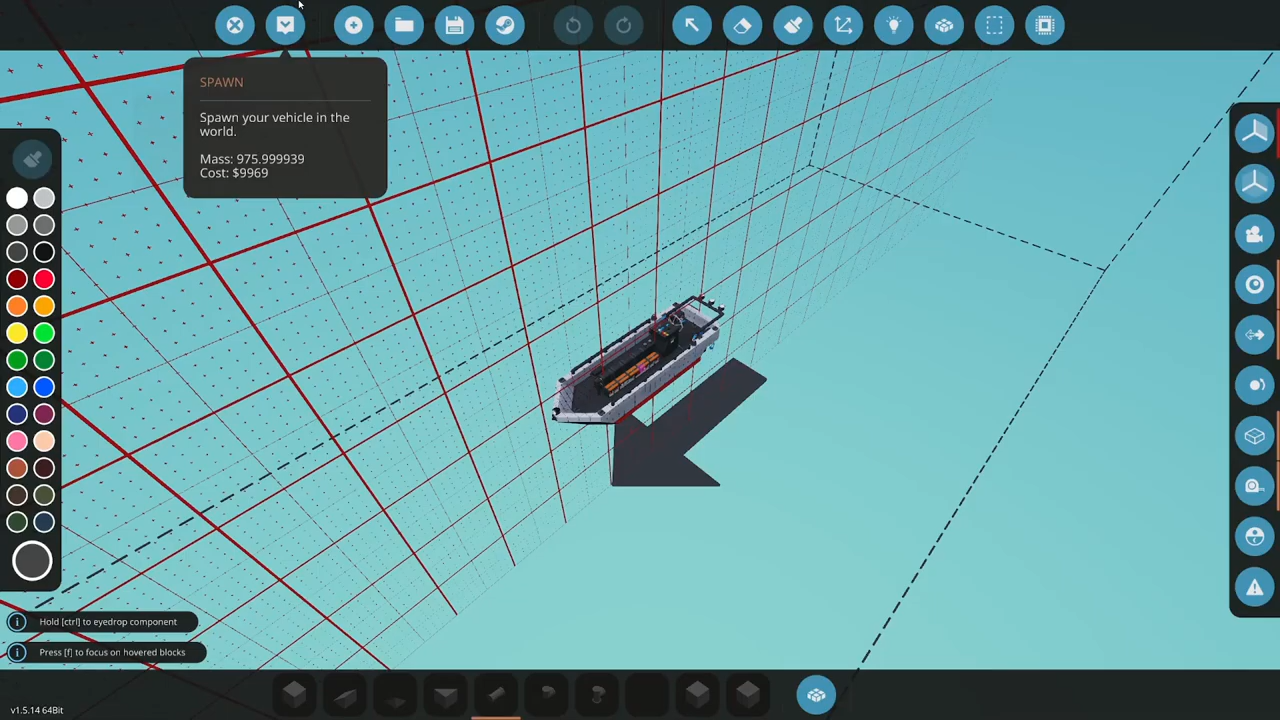 SPAWN
Spawn your vehicle in the
world.
Mass: 975.999939
Cost: $9969
Hold [ctrl] to eyedrop component
Press [f] to focus on hovered blocks
v1.5.14 64Bit